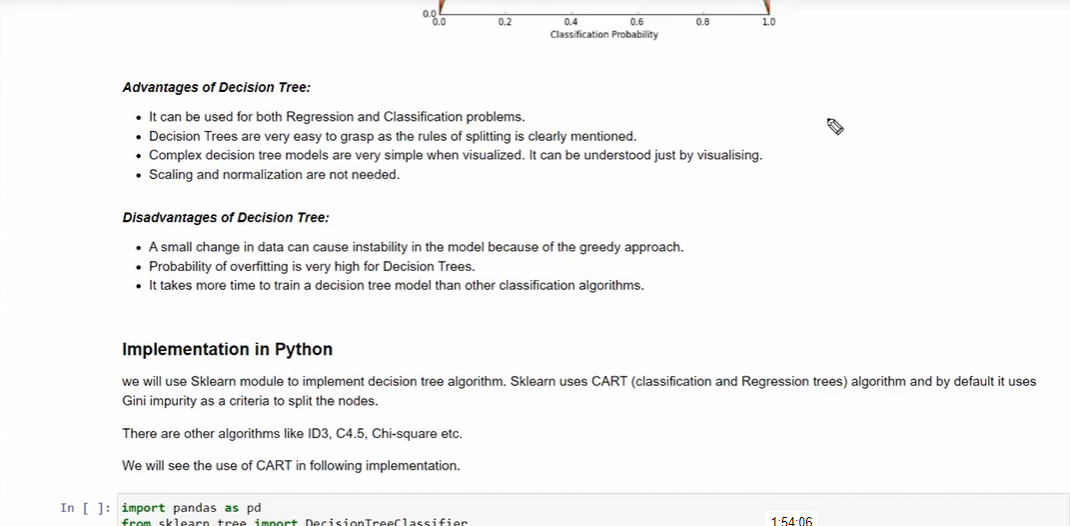 0.0
0.0 0.2 0.4 0.6 0.8 1.0
Classification Probability
Advantages of Decision Tree:
It can be used for both Regression and Classification problems.
Decision Trees are very easy to grasp as the rules of splitting is clearly mentioned.
Complex decision tree models are very simple when visualized. It can be understood just by visualising.
Scaling and normalization are not needed.
Disadvantages of Decision Tree:
A small change in data can cause instability in the model because of the greedy approach.
Probability of overfitting is very high for Decision Trees.
It takes more time to train a decision tree model than other classification algorithms.
Implementation in Python
we will use Sklearn module to implement decision tree algorithm. Sklearn uses CART (classification and Regression trees) algorithm and by default it uses
Gini impurity as a criteria to split the nodes.
There are other algorithms like ID3, C4.5, Chi-square etc.
We will see the use of CART in following implementation.
In [ ]: import pandas as pd
from sklearn.tree import DecisionTreeClassifier
1:54:06